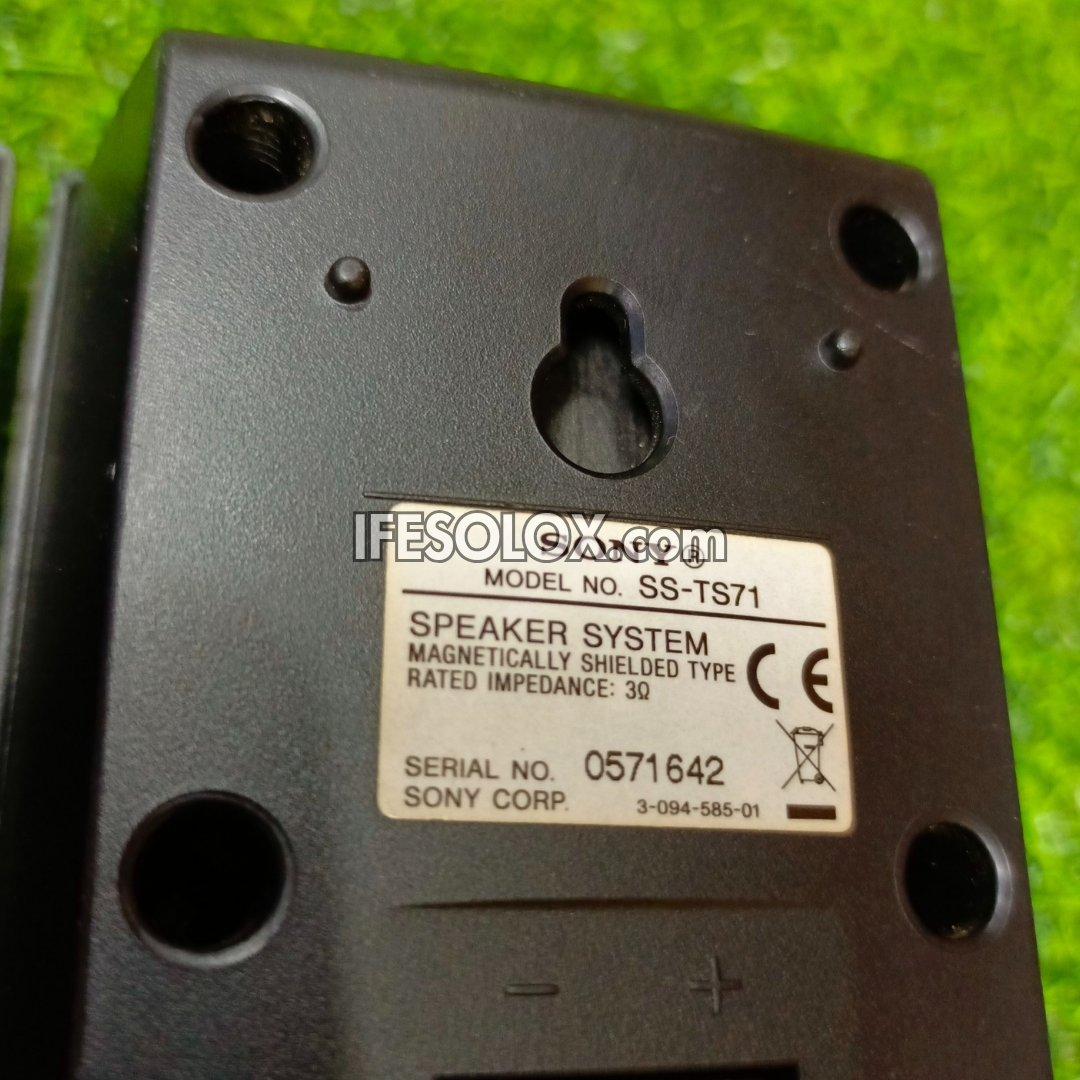 IFESOLOX.com
SONY®
MODEL NO. SS-TS71
SPEAKER SYSTEM
MAGNETICALLY SHIELDED TYPE
RATED IMPEDANCE: 3Ω
CE
SERIAL NO. 0571642
SONY CORP. 3-094-585-01
− +